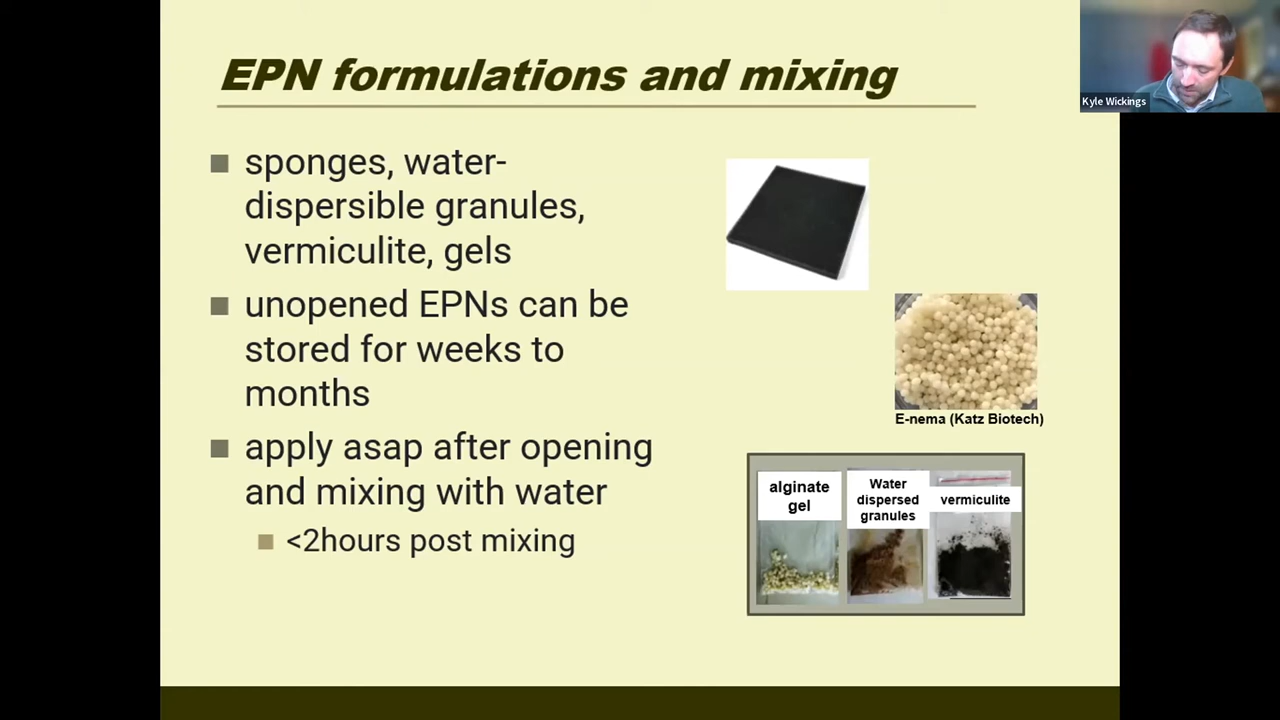 EPN formulations and mixing
Kyle Wickings
sponges, water-
dispersible granules,
vermiculite, gels
unopened EPNs can be
stored for weeks to
months
apply asap after opening
and mixing with water
<2hours post mixing
E-nema (Katz Biotech)
alginate
gel
Water
dispersed
granules
vermiculite